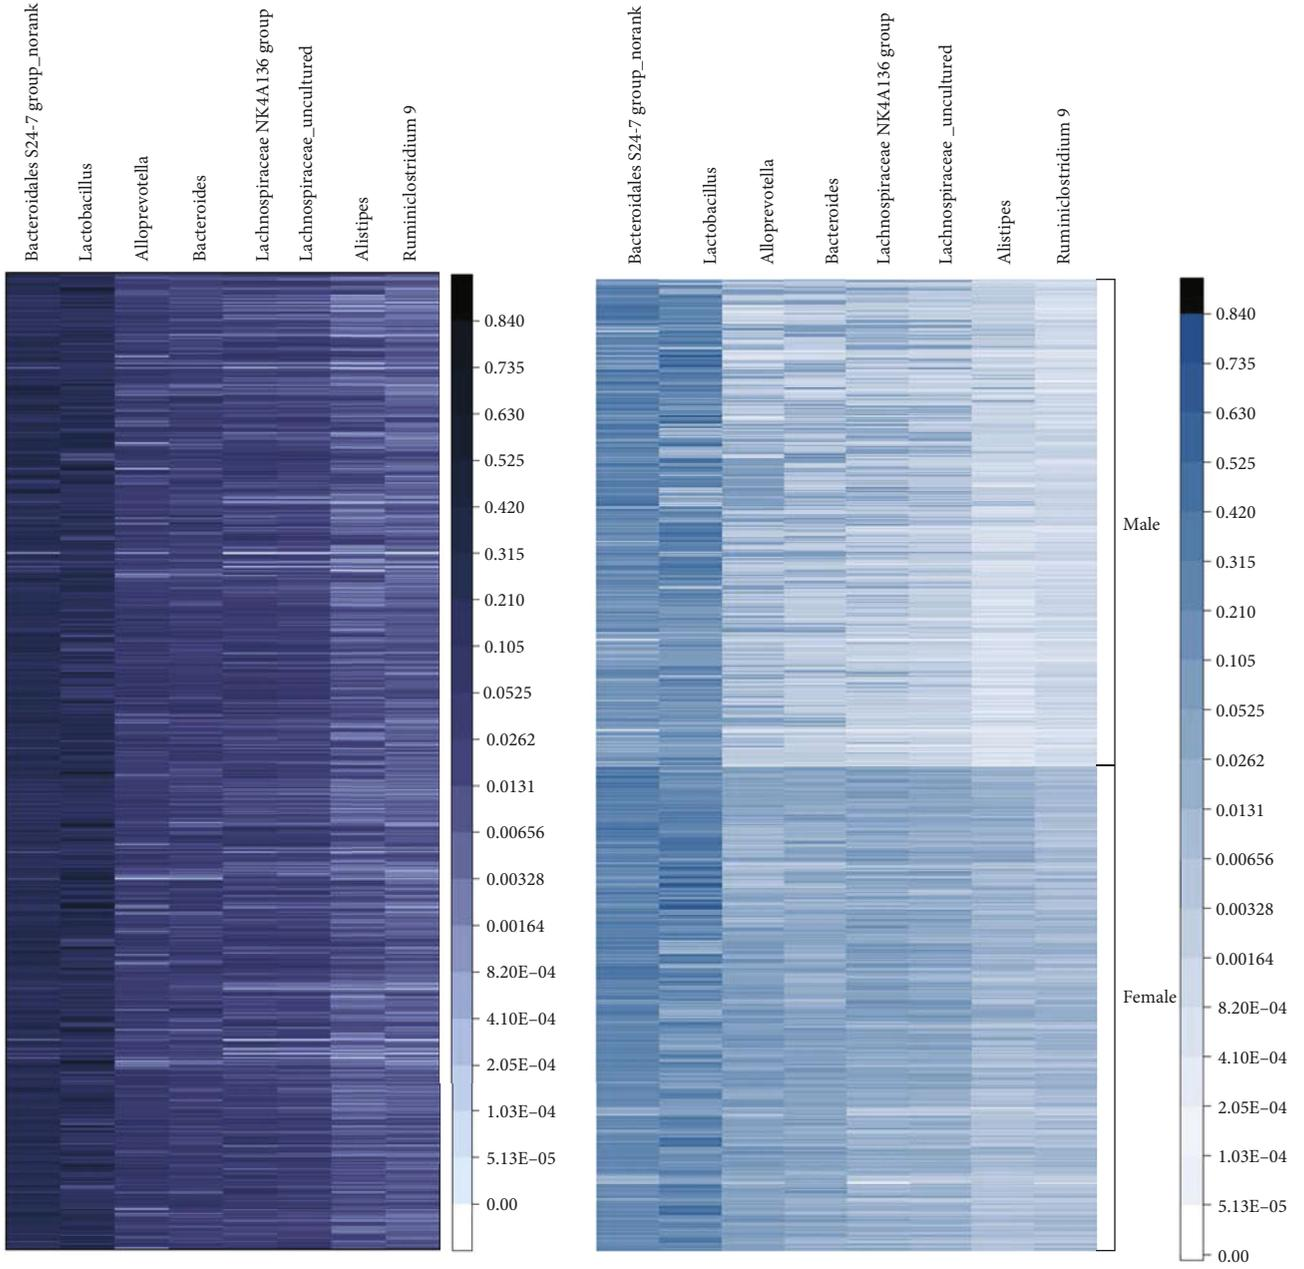 Bacteroidales S24-7 group_norank
Lactobacillus
Alloprevotella
Bacteroides
Lachnospiraceae NK4A136 group
Lachnospiraceae_uncultured
Alistipes
Ruminiclostridium 9
0.840
0.735
0.630
0.525
0.420
0.315
0.210
0.105
0.0525
0.0262
0.0131
0.00656
0.00328
0.00164
8.20E–04
4.10E–04
2.05E–04
1.03E–04
5.13E–05
0.00
Bacteroidales S24-7 group_norank
Lactobacillus
Alloprevotella
Bacteroides
Lachnospiraceae NK4A136 group
Lachnospiraceae _uncultured
Alistipes
Ruminiclostridium 9
Male
Female
0.840
0.735
0.630
0.525
0.420
0.315
0.210
0.105
0.0525
0.0262
0.0131
0.00656
0.00328
0.00164
8.20E–04
4.10E–04
2.05E–04
1.03E–04
5.13E–05
0.00